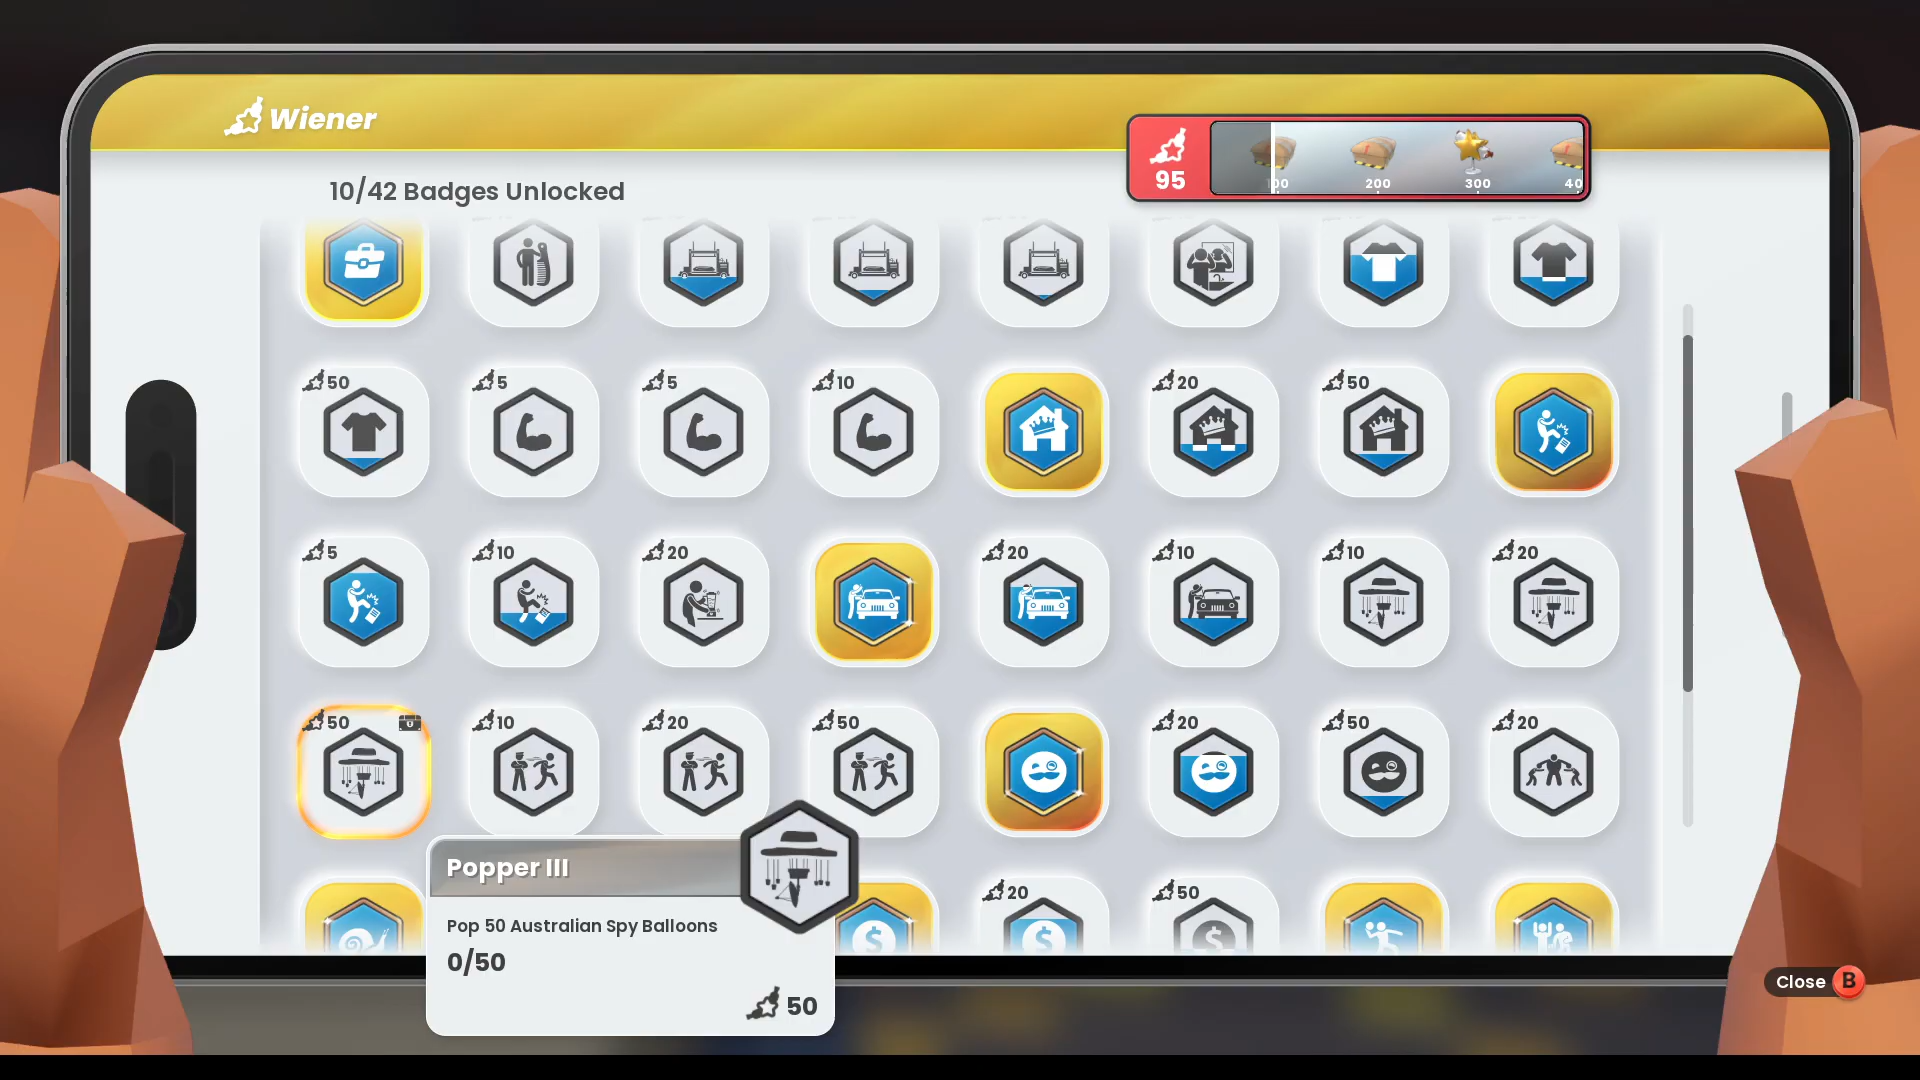 Wiener
10/42 Badges Unlocked
95
100 200 300 40
50 5 5 10 20 50
5 10 20 20 10 10 20
50 10 20 50 20 50 20
20 50
Popper III
Pop 50 Australian Spy Balloons
0/50
50
Close B